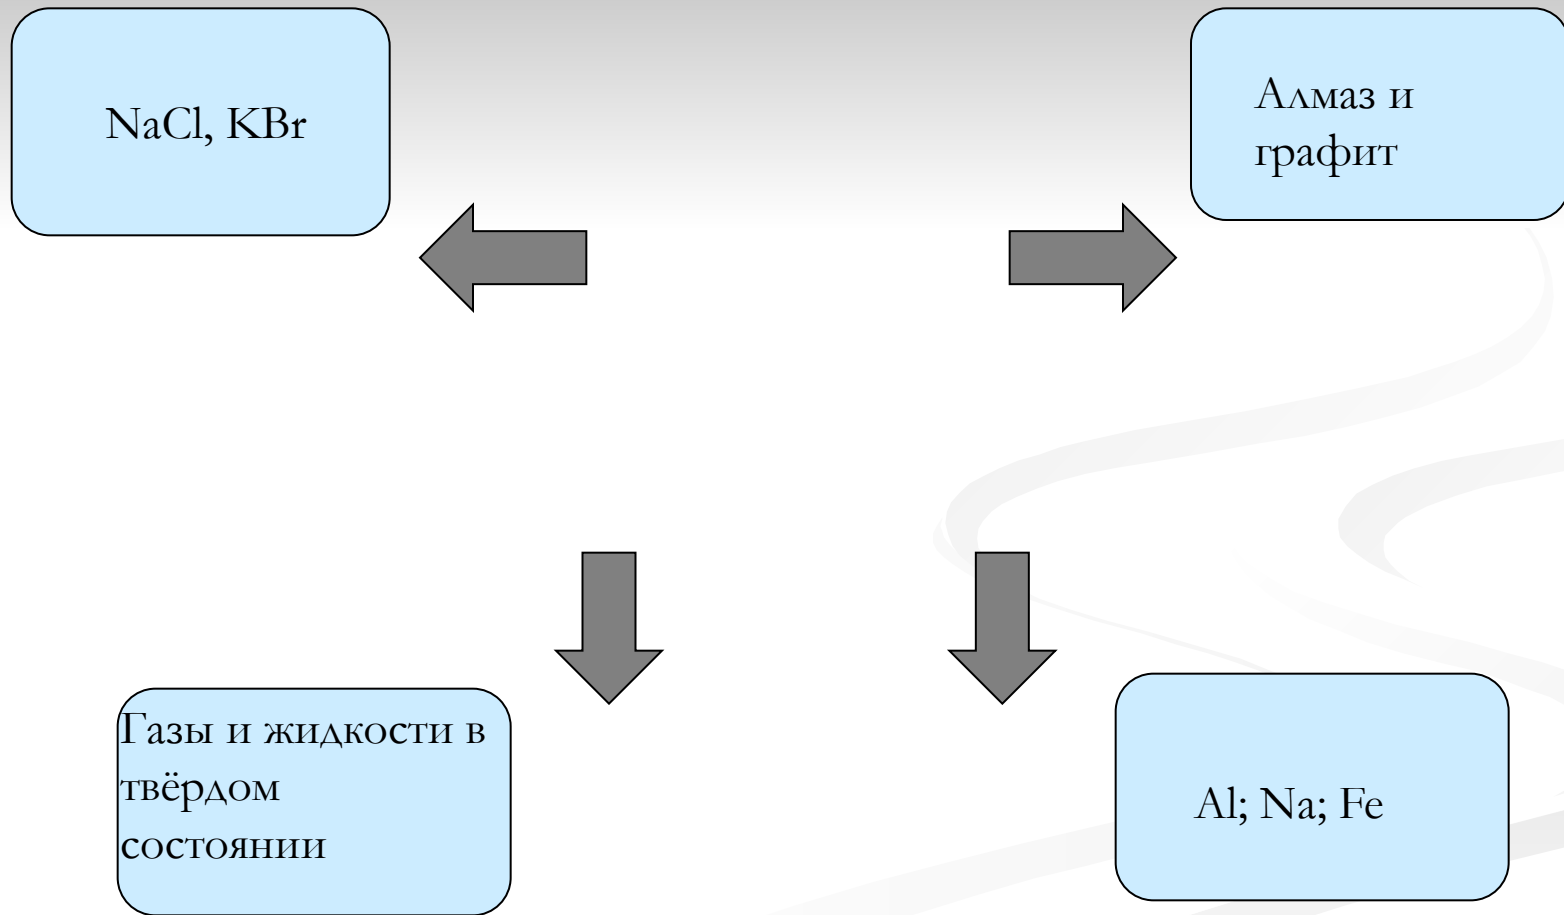 NaCl, KBr
Алмаз и
графит
Газы и жидкости в
твёрдом
состоянии
Al; Na; Fe